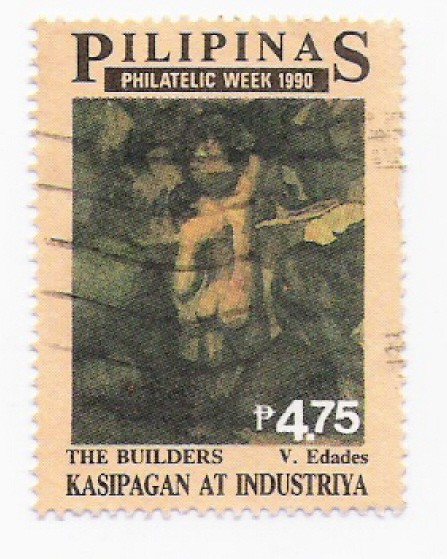 PILIPINAS
PHILATELIC WEEK 1990
₱4.75
THE BUILDERS V. Edades
KASIPAGAN AT INDUSTRIYA